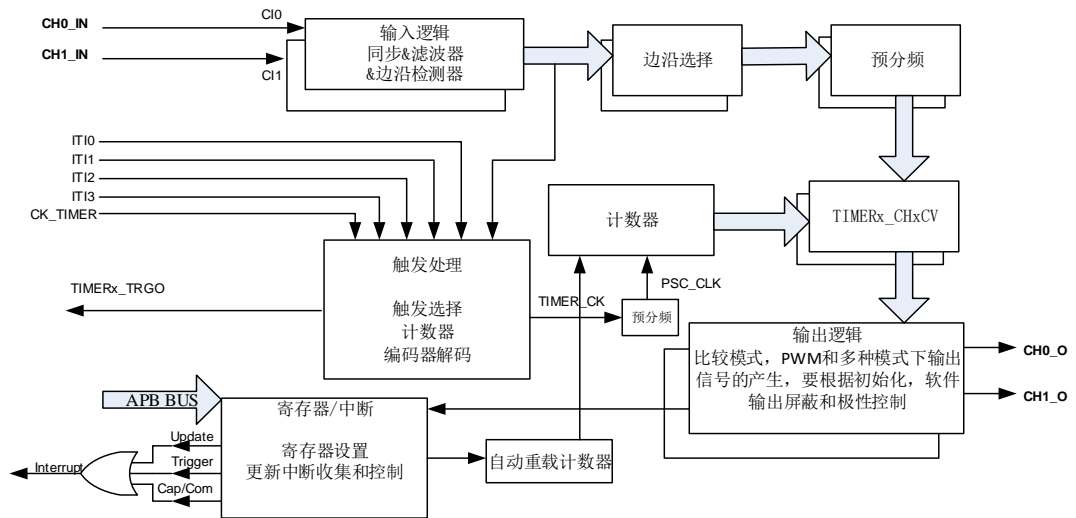 CH0_IN
CI0
CH1_IN
CI1
输入逻辑
同步&滤波器
&边沿检测器
边沿选择
预分频
ITI0
ITI1
ITI2
ITI3
CK_TIMER
计数器
TIMERx_CHxCV
触发处理
触发选择
计数器
编码器解码
TIMERx_TRGO
TIMER_CK
PSC_CLK
预分频
输出逻辑
比较模式，PWM和多种模式下输出
信号的产生，要根据初始化，软件
输出屏蔽和极性控制
CH0_O
CH1_O
APB BUS
寄存器/中断
寄存器设置
更新中断收集和控制
Update
Trigger
Cap/Com
Interrupt
自动重载计数器